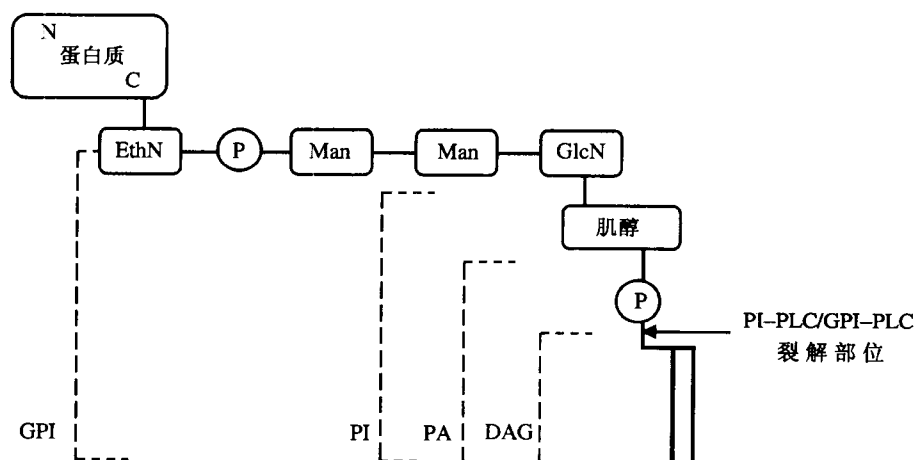 N
蛋白质
C
EthN P Man Man GlcN
肌醇
P
PI-PLC/GPI-PLC
裂解部位
GPI PI PA DAG